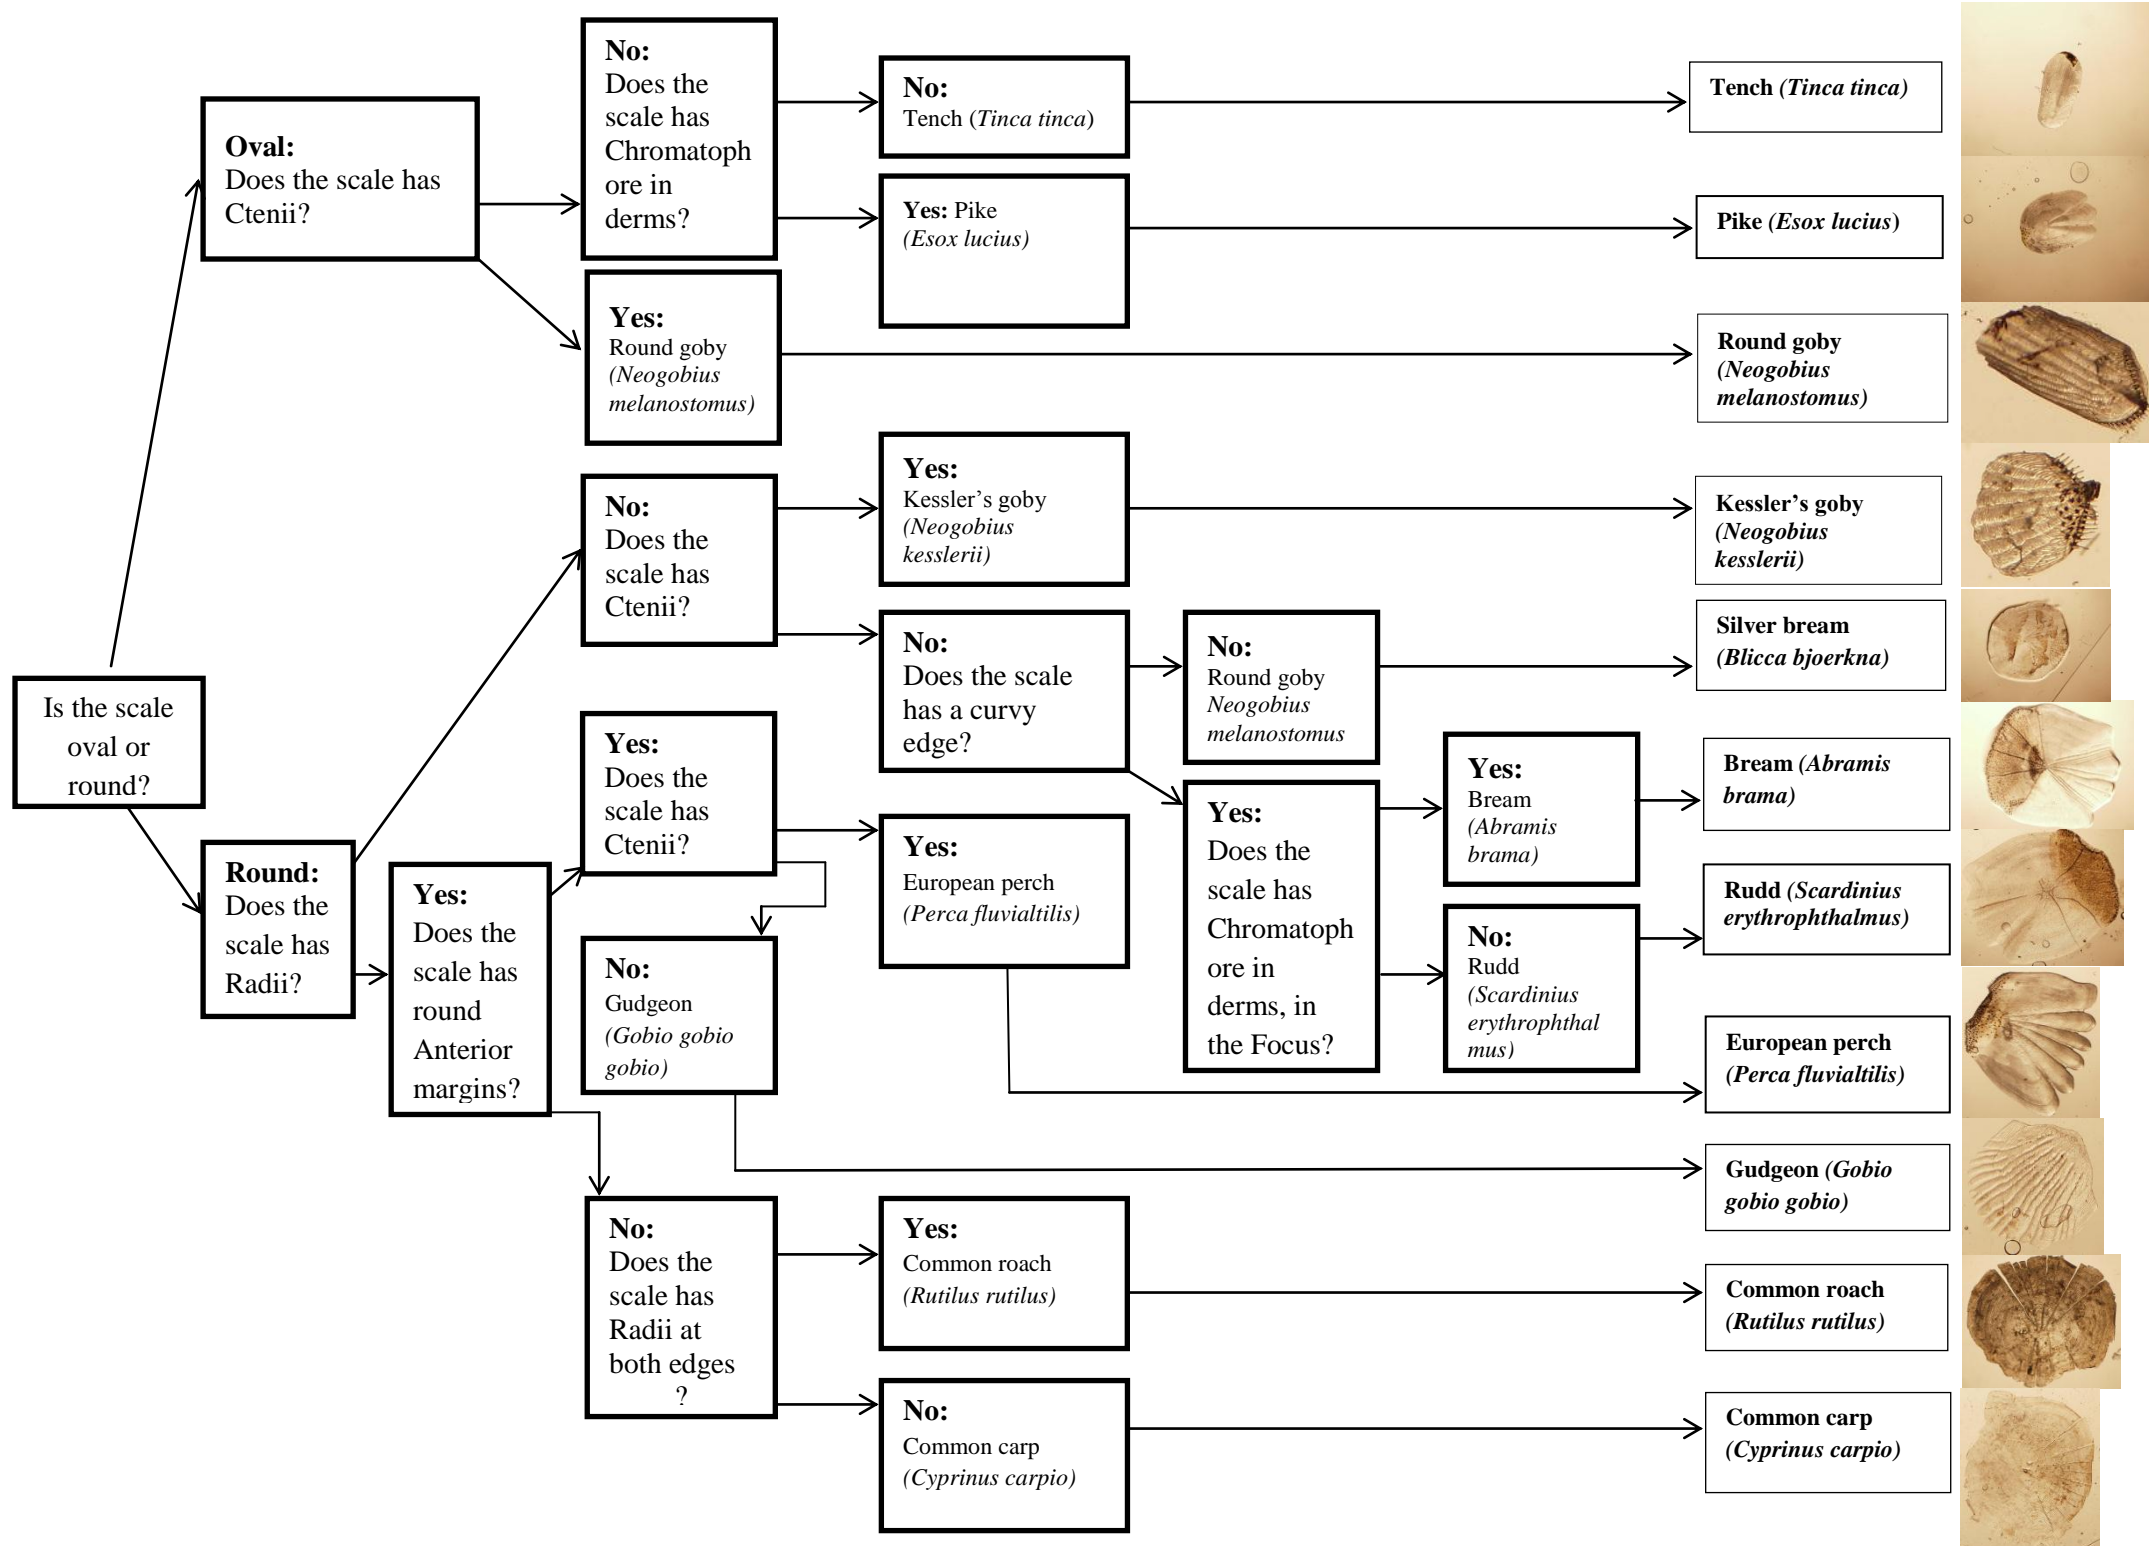 Is the scale
oval or
round?
Oval:
Does the scale has
Ctenii?
Round:
Does the
scale has
Radii?
Yes:
Does the
scale has
round
Anterior
margins?
No:
Does the
scale has
Chromatoph
ore in
derms?
Yes:
Round goby
(Neogobius
melanostomus)
No:
Does the
scale has
Ctenii?
Yes:
Does the
scale has
Ctenii?
No:
Gudgeon
(Gobio gobio
gobio)
No:
Does the
scale has
Radii at
both edges
?
No:
Tench (Tinca tinca)
Yes: Pike
(Esox lucius)
Yes:
Kessler’s goby
(Neogobius
kesslerii)
No:
Does the scale
has a curvy
edge?
Yes:
European perch
(Perca fluvialtilis)
Yes:
Common roach
(Rutilus rutilus)
No:
Common carp
(Cyprinus carpio)
No:
Round goby
Neogobius
melanostomus
Yes:
Does the
scale has
Chromatoph
ore in
derms, in
the Focus?
Yes:
Bream
(Abramis
brama)
No:
Rudd
(Scardinius
erythrophthal
mus)
Tench (Tinca tinca)
Pike (Esox lucius)
Round goby
(Neogobius
melanostomus)
Kessler’s goby
(Neogobius
kesslerii)
Silver bream
(Blicca bjoerkna)
Bream (Abramis
brama)
Rudd (Scardinius
erythrophthalmus)
European perch
(Perca fluvialtilis)
Gudgeon (Gobio
gobio gobio)
Common roach
(Rutilus rutilus)
Common carp
(Cyprinus carpio)